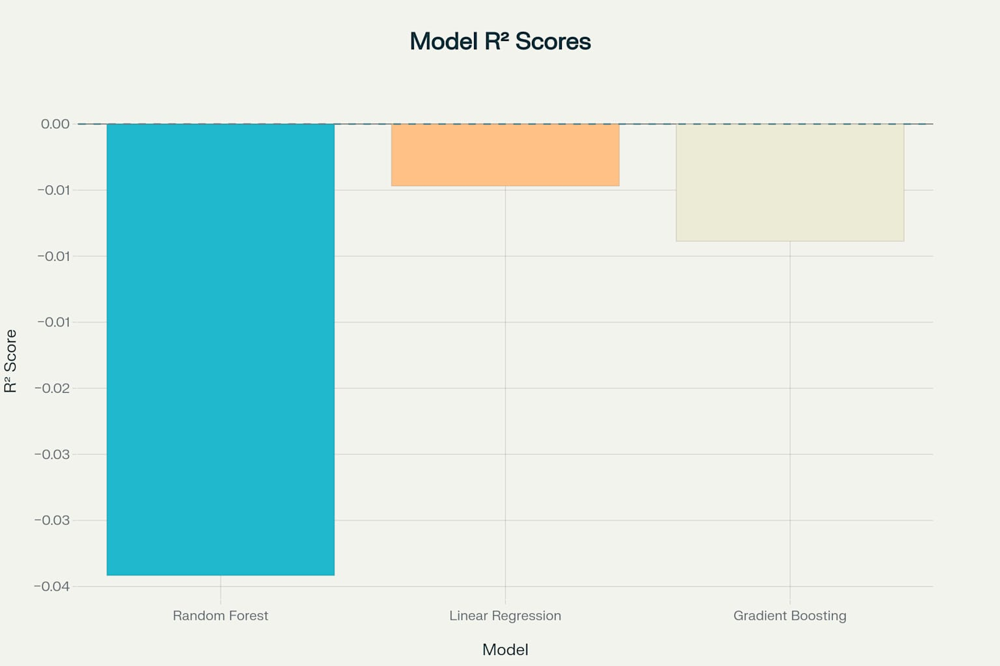 Model R² Scores
0.00
−0.01
−0.01
−0.01
−0.02
−0.03
−0.03
−0.04
R² Score
Random Forest
Linear Regression
Gradient Boosting
Model